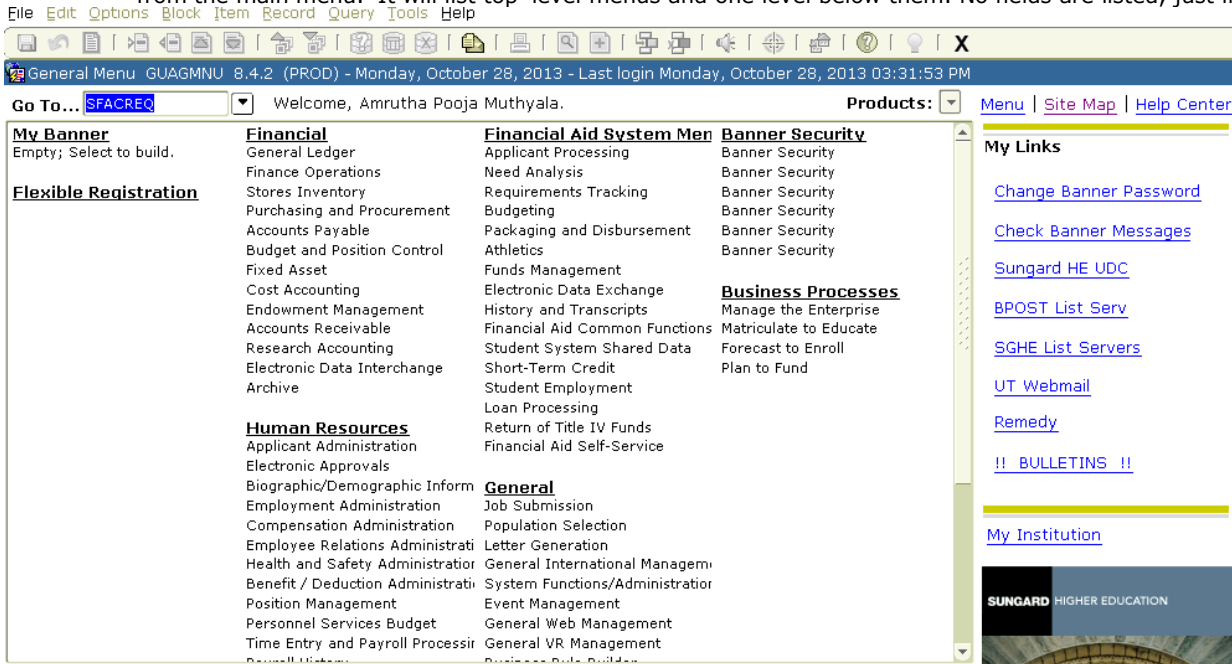 from the main menu. It will list top-level menus and one level below them. No fields are listed, just
File Edit Options Block Item Record Query Tools Help
X
General Menu GUAGMNU 8.4.2 (PROD) - Monday, October 28, 2013 - Last login Monday, October 28, 2013 03:31:53 PM
Go To... SFACREQ Welcome, Amrutha Pooja Muthyala. Products: Menu | Site Map | Help Center
My Banner
Empty; Select to build.
Flexible Registration
Financial
General Ledger
Finance Operations
Stores Inventory
Purchasing and Procurement
Accounts Payable
Budget and Position Control
Fixed Asset
Cost Accounting
Endowment Management
Accounts Receivable
Research Accounting
Electronic Data Interchange
Archive
Human Resources
Applicant Administration
Electronic Approvals
Biographic/Demographic Inform
Employment Administration
Compensation Administration
Employee Relations Administrati
Health and Safety Administration
Benefit / Deduction Administratio
Position Management
Personnel Services Budget
Time Entry and Payroll Processin
Payroll History
Financial Aid System Men
Applicant Processing
Need Analysis
Requirements Tracking
Budgeting
Packaging and Disbursement
Athletics
Funds Management
Electronic Data Exchange
History and Transcripts
Financial Aid Common Functions
Student System Shared Data
Short-Term Credit
Student Employment
Loan Processing
Return of Title IV Funds
Financial Aid Self-Service
General
Job Submission
Population Selection
Letter Generation
General International Managem
System Functions/Administration
Event Management
General Web Management
General VR Management
Business Rule Builder
Banner Security
Banner Security
Banner Security
Banner Security
Banner Security
Banner Security
Banner Security
Business Processes
Manage the Enterprise
Matriculate to Educate
Forecast to Enroll
Plan to Fund
My Links
Change Banner Password
Check Banner Messages
Sungard HE UDC
BPOST List Serv
SGHE List Servers
UT Webmail
Remedy
!! BULLETINS !!
My Institution
SUNGARD HIGHER EDUCATION